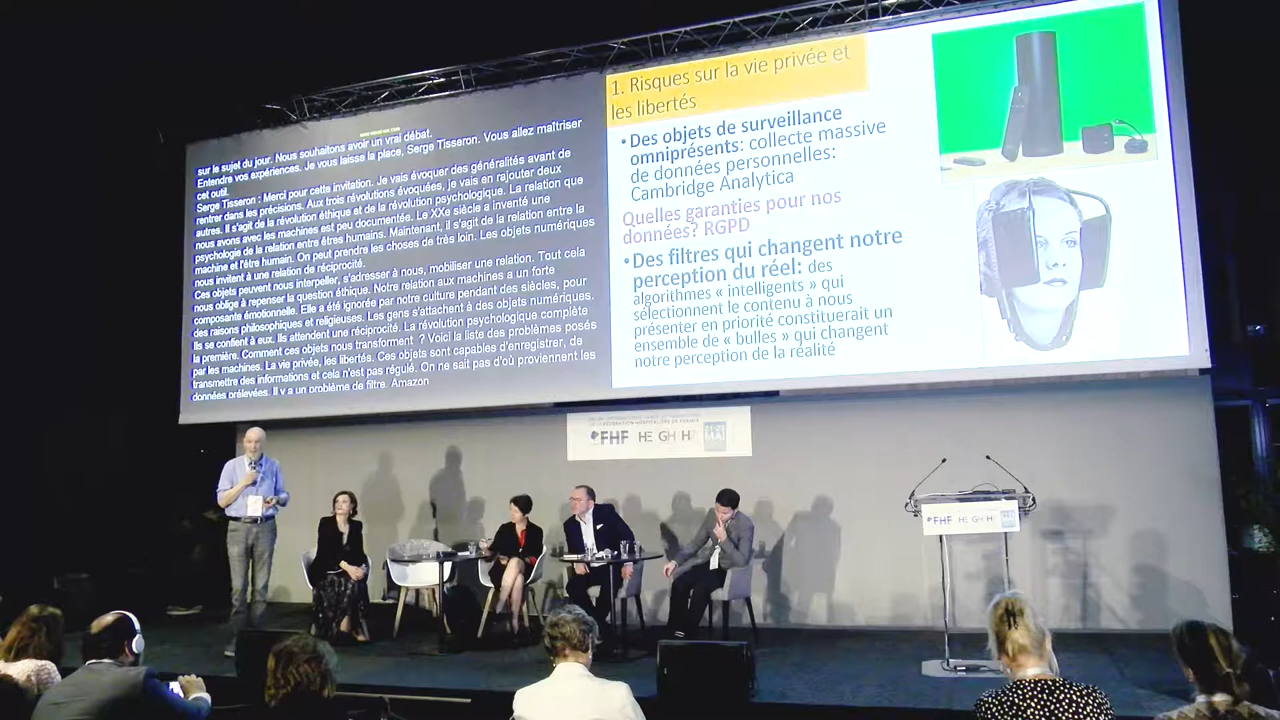 sur le sujet du jour. Nous souhaitons avoir un vrai débat.
Entendre vos expériences. Je vous laisse la place, Serge Tisseron. Vous allez maîtriser
cet outil.
Serge Tisseron : Merci pour cette invitation. Je vais évoquer des généralités avant de
rentrer dans les précisions. Aux trois révolutions évoquées, je vais en rajouter deux
autres. Il s'agit de la révolution éthique et de la révolution psychologique. La relation que
nous avons avec les machines est peu documentée. Le XXe siècle a inventé une
psychologie de la relation entre êtres humains. Maintenant, il s'agit de la relation entre la
machine et l'être humain. On peut prendre les choses de très loin. Les objets numériques
nous invitent à une relation de réciprocité.
Ces objets peuvent nous interpeller, s'adresser à nous, mobiliser une relation. Tout cela
nous oblige à repenser la question éthique. Notre relation aux machines a un forte
composante émotionnelle. Elle a été ignorée par notre culture pendant des siècles, pour
des raisons philosophiques et religieuses. Les gens s'attachent à des objets numériques.
Ils se confient à eux. Ils attendent une réciprocité. La révolution psychologique complète
la première. Comment ces objets nous transforment ? Voici la liste des problèmes posés
par les machines. La vie privée, les libertés. Ces objets sont capables d'enregistrer, de
transmettre des informations et cela n'est pas régulé. On ne sait pas d'où proviennent les
données prélevées. Il y a un problème de filtre. Amazon
1. Risques sur la vie privée et
les libertés
• Des objets de surveillance
omniprésents: collecte massive
de données personnelles:
Cambridge Analytica
Quelles garanties pour nos
données? RGPD
• Des filtres qui changent notre
perception du réel: des
algorithmes « intelligents » qui
sélectionnent le contenu à nous
présenter en priorité constituerait un
ensemble de « bulles » qui changent
notre perception de la réalité
FHF
MAI
FHF